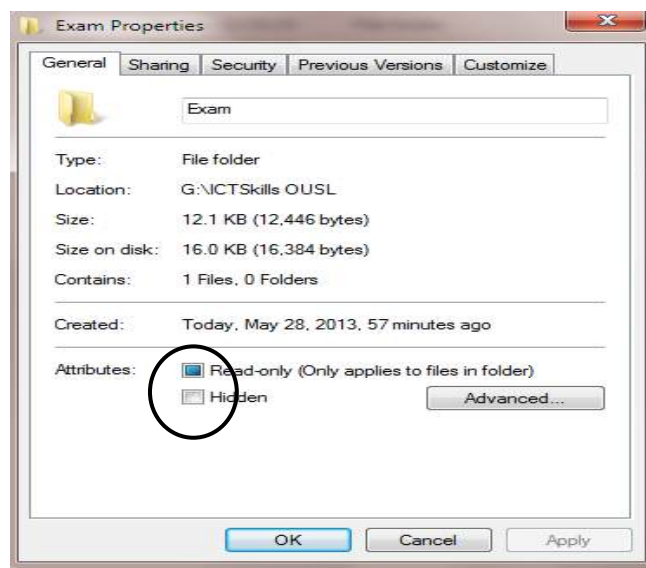 Exam Properties
General Sharing Security Previous Versions Customize
Exam
Type: File folder
Location: G:\ICTSkills OUSL
Size: 12.1 KB (12,446 bytes)
Size on disk: 16.0 KB (16,384 bytes)
Contains: 1 Files, 0 Folders
Created: Today, May 28, 2013, 57 minutes ago
Attributes: Read-only (Only applies to files in folder)
Hidden Advanced...
OK Cancel Apply